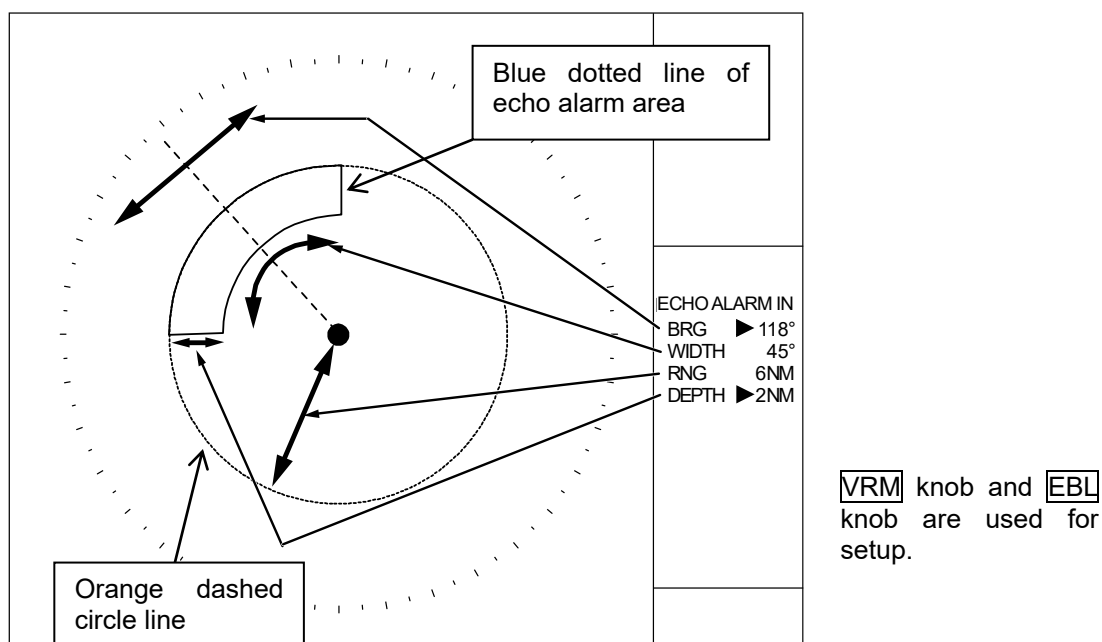 Blue dotted line of
echo alarm area
ECHO ALARM IN
BRG ▶ 118°
WIDTH 45°
RNG 6NM
DEPTH ▶ 2NM
VRM knob and EBL
knob are used for
setup.
Orange dashed
circle line